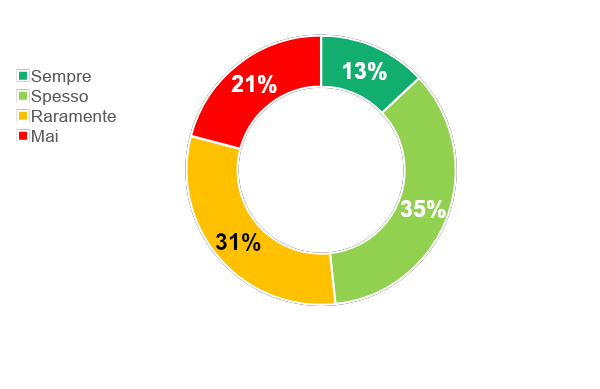 Sempre
Spesso
Raramente
Mai
13%
35%
31%
21%